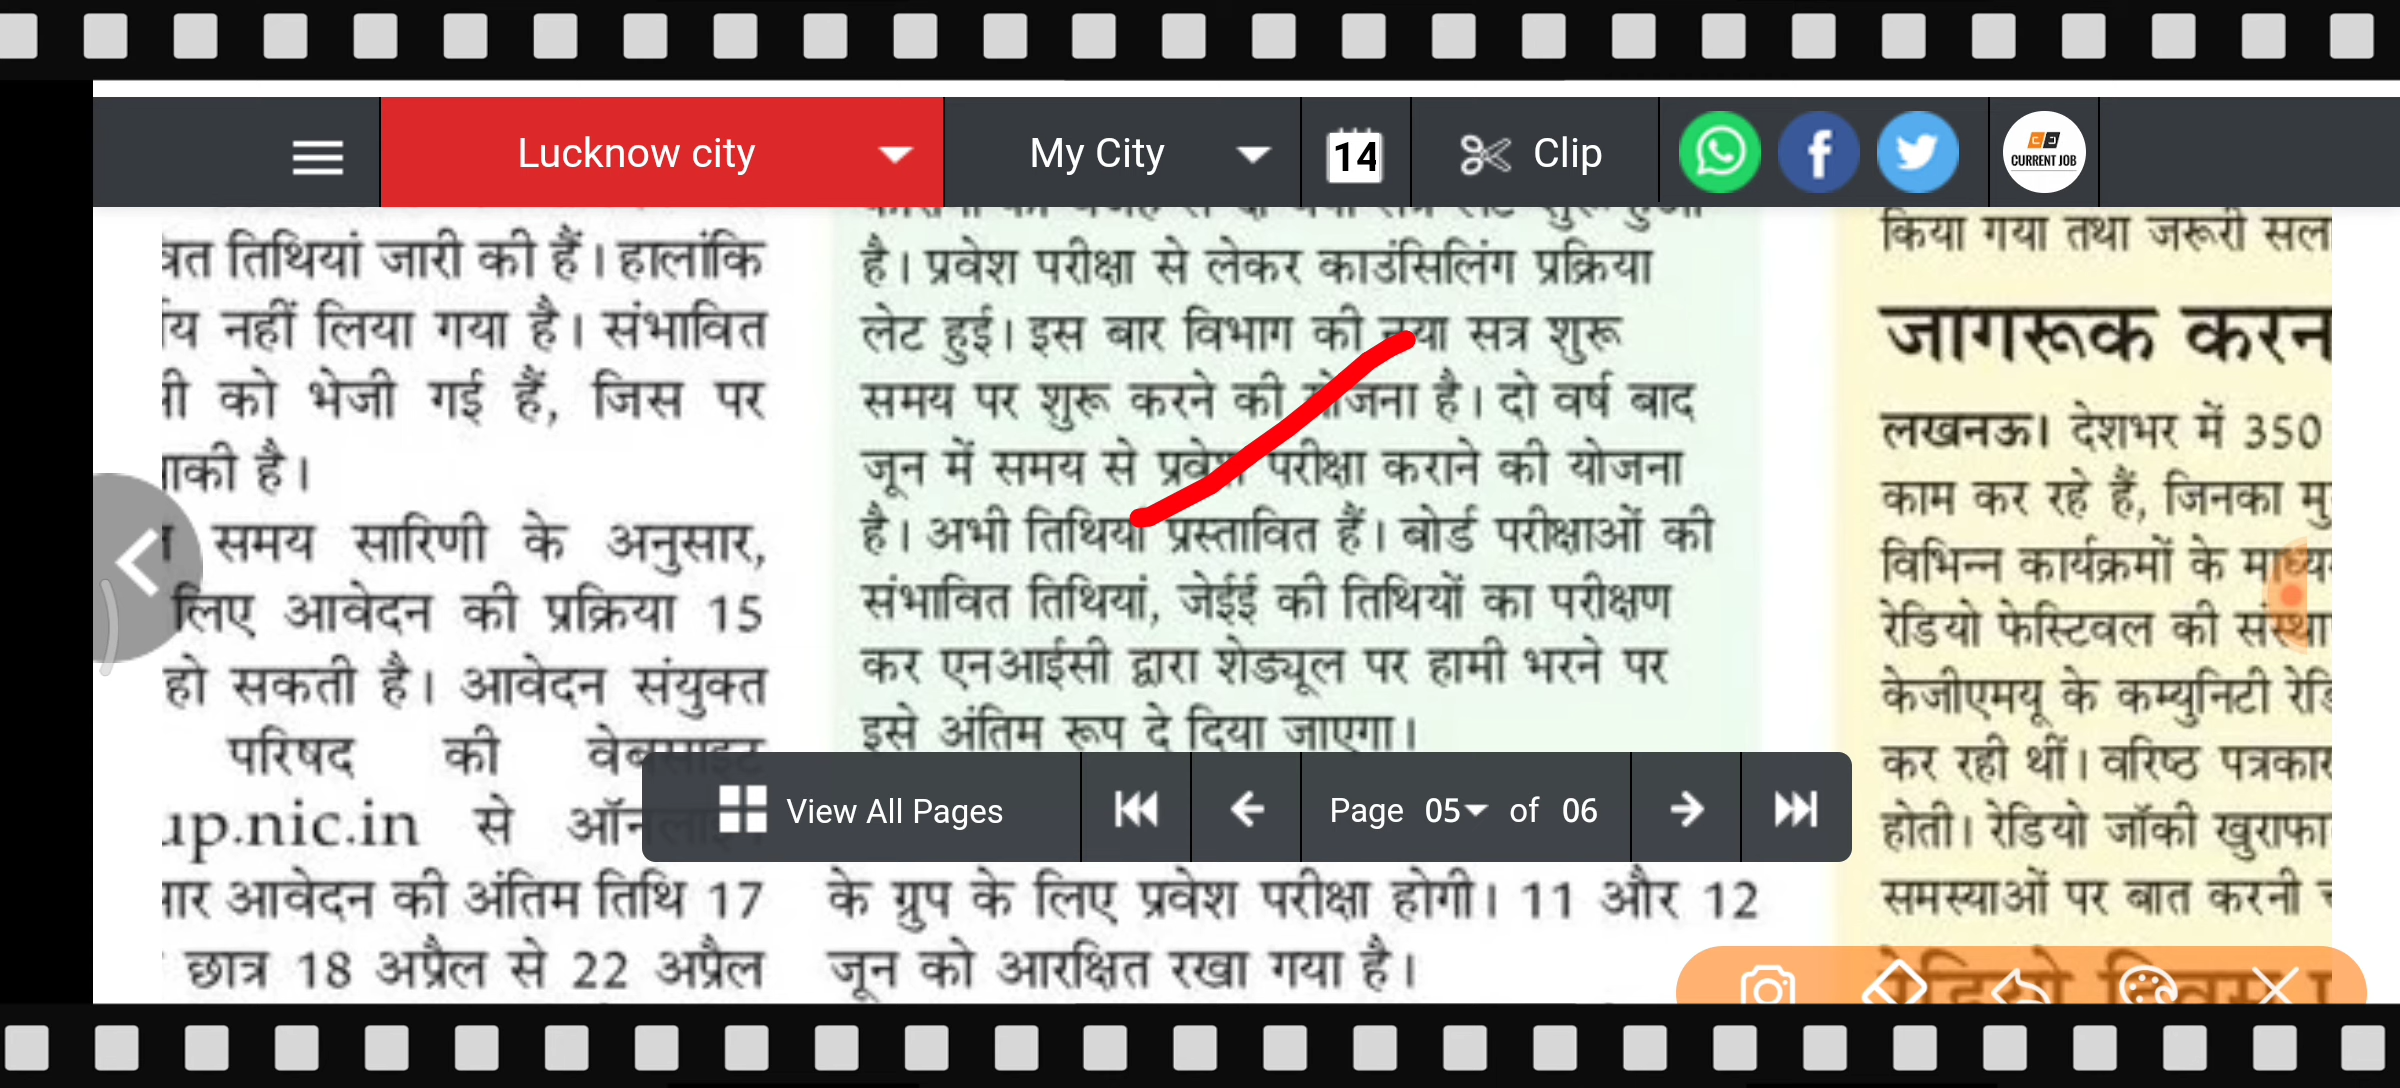 Lucknow city
My City
14
Clip
CURRENT JOB
तिथियां जारी की हैं। हालांकि
नहीं लिया गया है। संभावित
को भेजी गई हैं, जिस पर
है।
समय सारिणी के अनुसार,
लिए आवेदन की प्रक्रिया 15
हो सकती है। आवेदन संयुक्त
परिषद की
up.nic.in से
आवेदन की अंतिम तिथि 17
छात्र 18 अप्रैल से 22 अप्रैल
है। प्रवेश परीक्षा से लेकर काउंसिलिंग प्रक्रिया
लेट हुई। इस बार विभाग की नया सत्र शुरू
समय पर शुरू करने की योजना है। दो वर्ष बाद
जून में समय से प्रवेश परीक्षा कराने की योजना
है। अभी तिथियां प्रस्तावित हैं। बोर्ड परीक्षाओं की
संभावित तिथियां, जेईई की तिथियों का परीक्षण
कर एनआईसी द्वारा शेड्यूल पर हामी भरने पर
इसे अंतिम रूप दे दिया जाएगा।
के ग्रुप के लिए प्रवेश परीक्षा होगी। 11 और 12
जून को आरक्षित रखा गया है।
किया गया तथा जरूरी
जागरूक
लखनऊ। देशभर में 350
काम कर रहे हैं, जिनका
विभिन्न कार्यक्रमों के
रेडियो फेस्टिवल की
केजीएमयू के कम्युनिटी
कर रही थीं। वरिष्ठ
होती। रेडियो जॉकी
समस्याओं पर बात करनी
View All Pages
Page 05 of 06